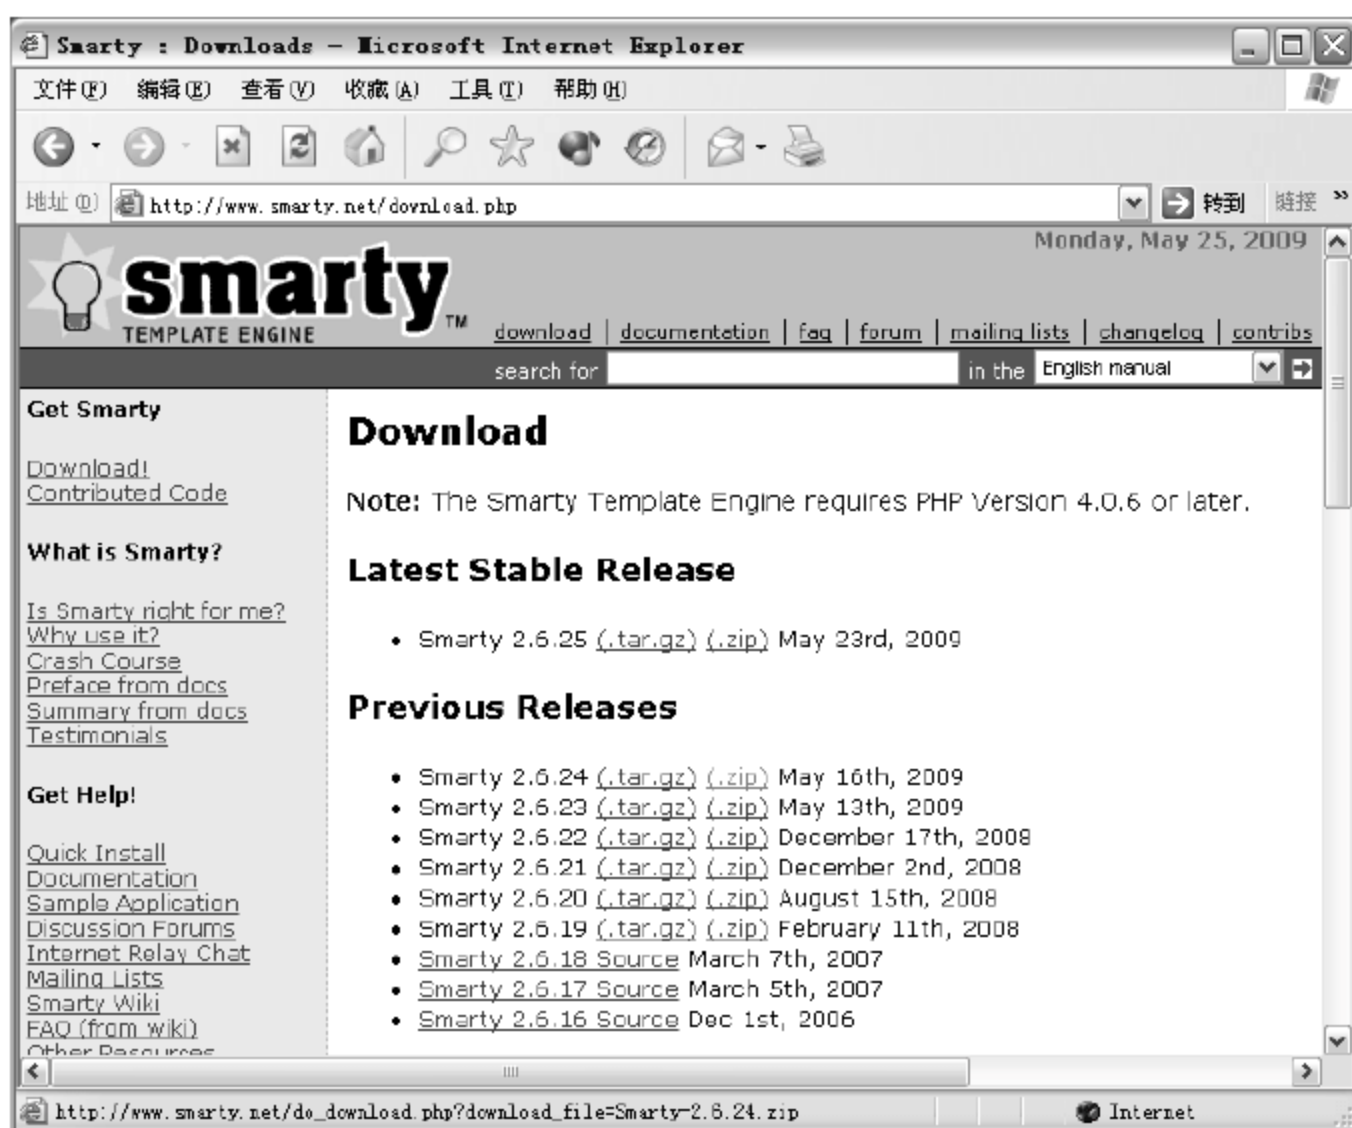 Smarty : Downloads - Microsoft Internet Explorer
文件(F) 编辑(E) 查看(V) 收藏(A) 工具(T) 帮助(H)
地址(D) http://www.smarty.net/download.php 转到 链接 »
Monday, May 25, 2009
smarty™
TEMPLATE ENGINE
download | documentation | faq | forum | mailing lists | changelog | contribs
search for in the English manual
Get Smarty
Download!
Contributed Code
What is Smarty?
Is Smarty right for me?
Why use it?
Crash Course
Preface from docs
Summary from docs
Testimonials
Get Help!
Quick Install
Documentation
Sample Application
Discussion Forums
Internet Relay Chat
Mailing Lists
Smarty Wiki
FAQ (from wiki)
Other Resources
Download
Note: The Smarty Template Engine requires PHP Version 4.0.6 or later.
Latest Stable Release
• Smarty 2.6.25 (.tar.gz) (.zip) May 23rd, 2009
Previous Releases
• Smarty 2.6.24 (.tar.gz) (.zip) May 16th, 2009
• Smarty 2.6.23 (.tar.gz) (.zip) May 13th, 2009
• Smarty 2.6.22 (.tar.gz) (.zip) December 17th, 2008
• Smarty 2.6.21 (.tar.gz) (.zip) December 2nd, 2008
• Smarty 2.6.20 (.tar.gz) (.zip) August 15th, 2008
• Smarty 2.6.19 (.tar.gz) (.zip) February 11th, 2008
• Smarty 2.6.18 Source March 7th, 2007
• Smarty 2.6.17 Source March 5th, 2007
• Smarty 2.6.16 Source Dec 1st, 2006
http://www.smarty.net/do_download.php?download_file=Smarty-2.6.24.zip Internet